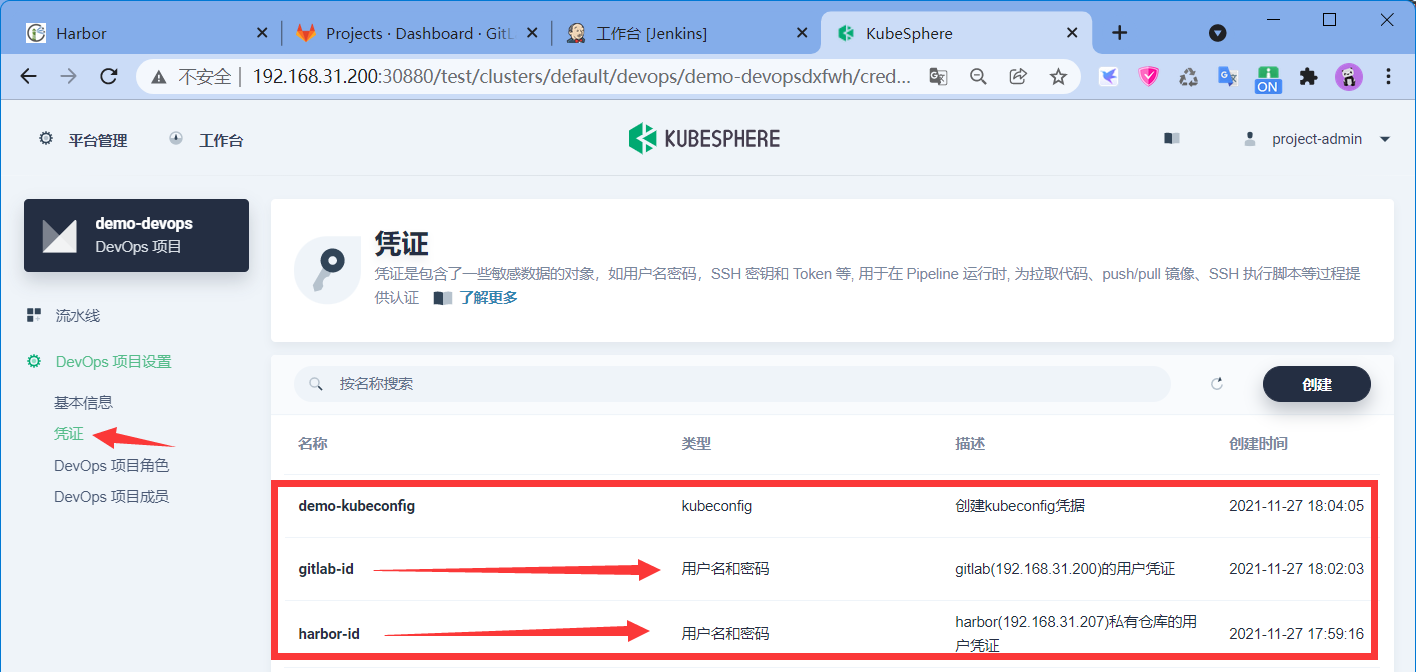 Harbor
Projects · Dashboard · GitL
工作台 [Jenkins]
KubeSphere
不安全 | 192.168.31.200:30880/test/clusters/default/devops/demo-devopsdxfwh/cred...
ON
平台管理
工作台
KUBESPHERE
project-admin
demo-devops
DevOps 项目
流水线
DevOps 项目设置
基本信息
凭证
DevOps 项目角色
DevOps 项目成员
凭证
凭证是包含了一些敏感数据的对象，如用户名密码，SSH 密钥和 Token 等, 用于在 Pipeline 运行时, 为拉取代码、push/pull 镜像、SSH 执行脚本等过程提
供认证 了解更多
按名称搜索
创建
名称 类型 描述 创建时间
demo-kubeconfig kubeconfig 创建kubeconfig凭据 2021-11-27 18:04:05
gitlab-id 用户名和密码 gitlab(192.168.31.200)的用户凭证 2021-11-27 18:02:03
harbor-id 用户名和密码 harbor(192.168.31.207)私有仓库的用
户凭证 2021-11-27 17:59:16